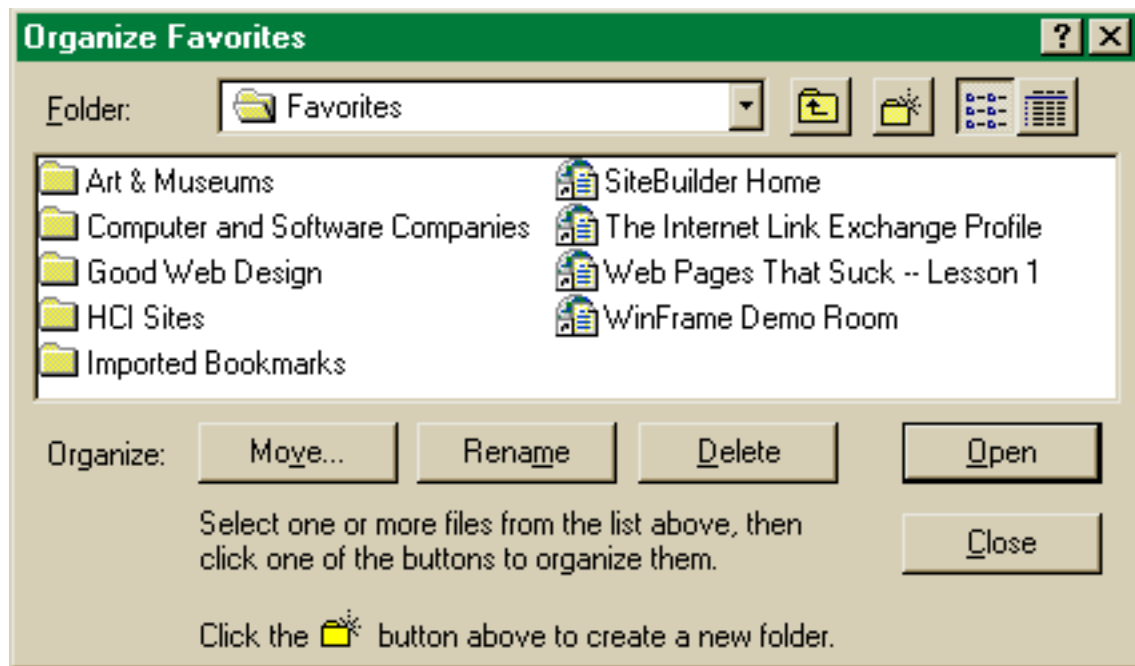 Organize Favorites
Folder:
Favorites
Art & Museums
Computer and Software Companies
Good Web Design
HCI Sites
Imported Bookmarks
SiteBuilder Home
The Internet Link Exchange Profile
Web Pages That Suck -- Lesson 1
WinFrame Demo Room
Organize:
Move...
Rename
Delete
Open
Select one or more files from the list above, then
click one of the buttons to organize them.
Close
Click the button above to create a new folder.